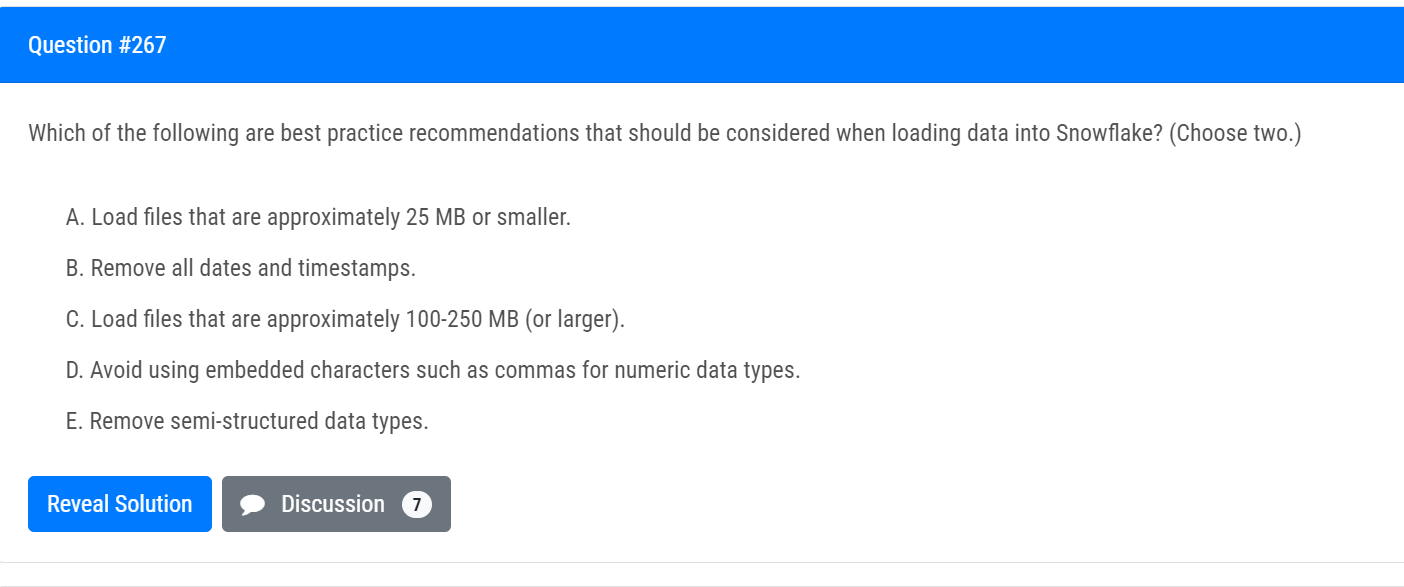 Question #267
Which of the following are best practice recommendations that should be considered when loading data into Snowflake? (Choose two.)
A. Load files that are approximately 25 MB or smaller.
B. Remove all dates and timestamps.
C. Load files that are approximately 100-250 MB (or larger).
D. Avoid using embedded characters such as commas for numeric data types.
E. Remove semi-structured data types.
Reveal Solution Discussion 7